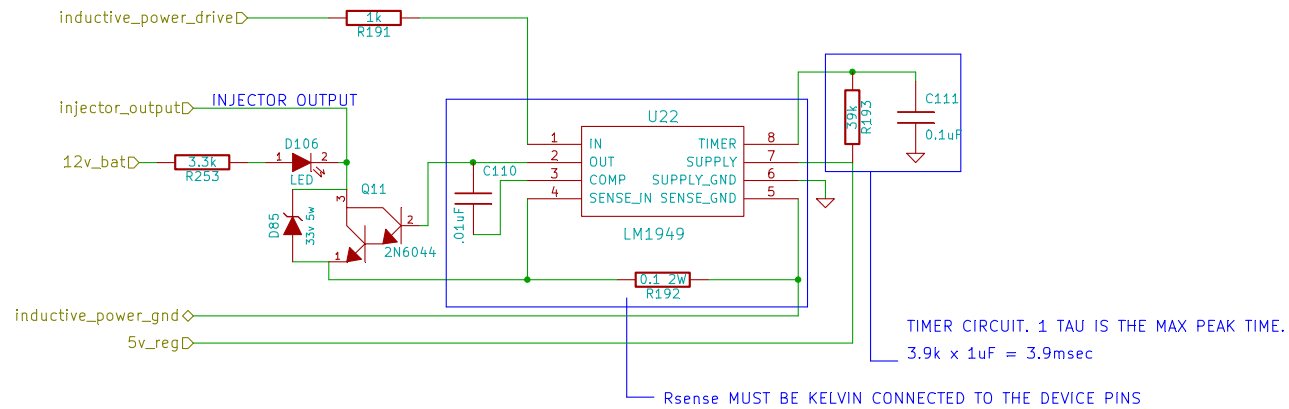 inductive_power_drive
1k
R191
injector_output
INJECTOR OUTPUT
12v_bat
3.3k
R253
1
D106
2
LED
D85
33v 5w
3
Q11
2
1
2N6044
C110
.01uF
U22
1
IN
2
OUT
3
COMP
4
SENSE_IN
TIMER
8
SUPPLY
7
SUPPLY_GND
6
SENSE_GND
5
LM1949
39k
R193
C111
0.1uF
0.1 2W
R192
inductive_power_gnd
5v_reg
TIMER CIRCUIT. 1 TAU IS THE MAX PEAK TIME.
3.9k x 1uF = 3.9msec
Rsense MUST BE KELVIN CONNECTED TO THE DEVICE PINS